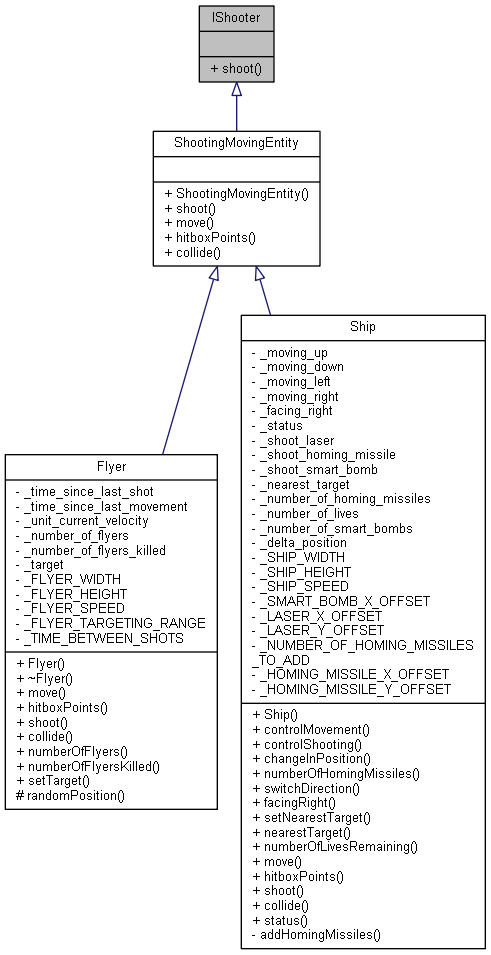 IShooter
+ shoot()
ShootingMovingEntity
+ ShootingMovingEntity()
+ shoot()
+ move()
+ hitboxPoints()
+ collide()
Flyer
- _time_since_last_shot
- _time_since_last_movement
- _unit_current_velocity
- _number_of_flyers
- _number_of_flyers_killed
- _target
- _FLYER_WIDTH
- _FLYER_HEIGHT
- _FLYER_SPEED
- _FLYER_TARGETING_RANGE
- _TIME_BETWEEN_SHOTS
+ Flyer()
+ ~Flyer()
+ move()
+ hitboxPoints()
+ shoot()
+ collide()
+ numberOfFlyers()
+ numberOfFlyersKilled()
+ setTarget()
# randomPosition()
Ship
- _moving_up
- _moving_down
- _moving_left
- _moving_right
- _facing_right
- _status
- _shoot_laser
- _shoot_homing_missile
- _shoot_smart_bomb
- _nearest_target
- _number_of_homing_missiles
- _number_of_lives
- _number_of_smart_bombs
- _delta_position
- _SHIP_WIDTH
- _SHIP_HEIGHT
- _SHIP_SPEED
- _SMART_BOMB_X_OFFSET
- _LASER_X_OFFSET
- _LASER_Y_OFFSET
- _NUMBER_OF_HOMING_MISSILES
_TO_ADD
- _HOMING_MISSILE_X_OFFSET
- _HOMING_MISSILE_Y_OFFSET
+ Ship()
+ controlMovement()
+ controlShooting()
+ changeInPosition()
+ numberOfHomingMissiles()
+ switchDirection()
+ facingRight()
+ setNearestTarget()
+ nearestTarget()
+ numberOfLivesRemaining()
+ move()
+ hitboxPoints()
+ shoot()
+ collide()
+ status()
- addHomingMissiles()